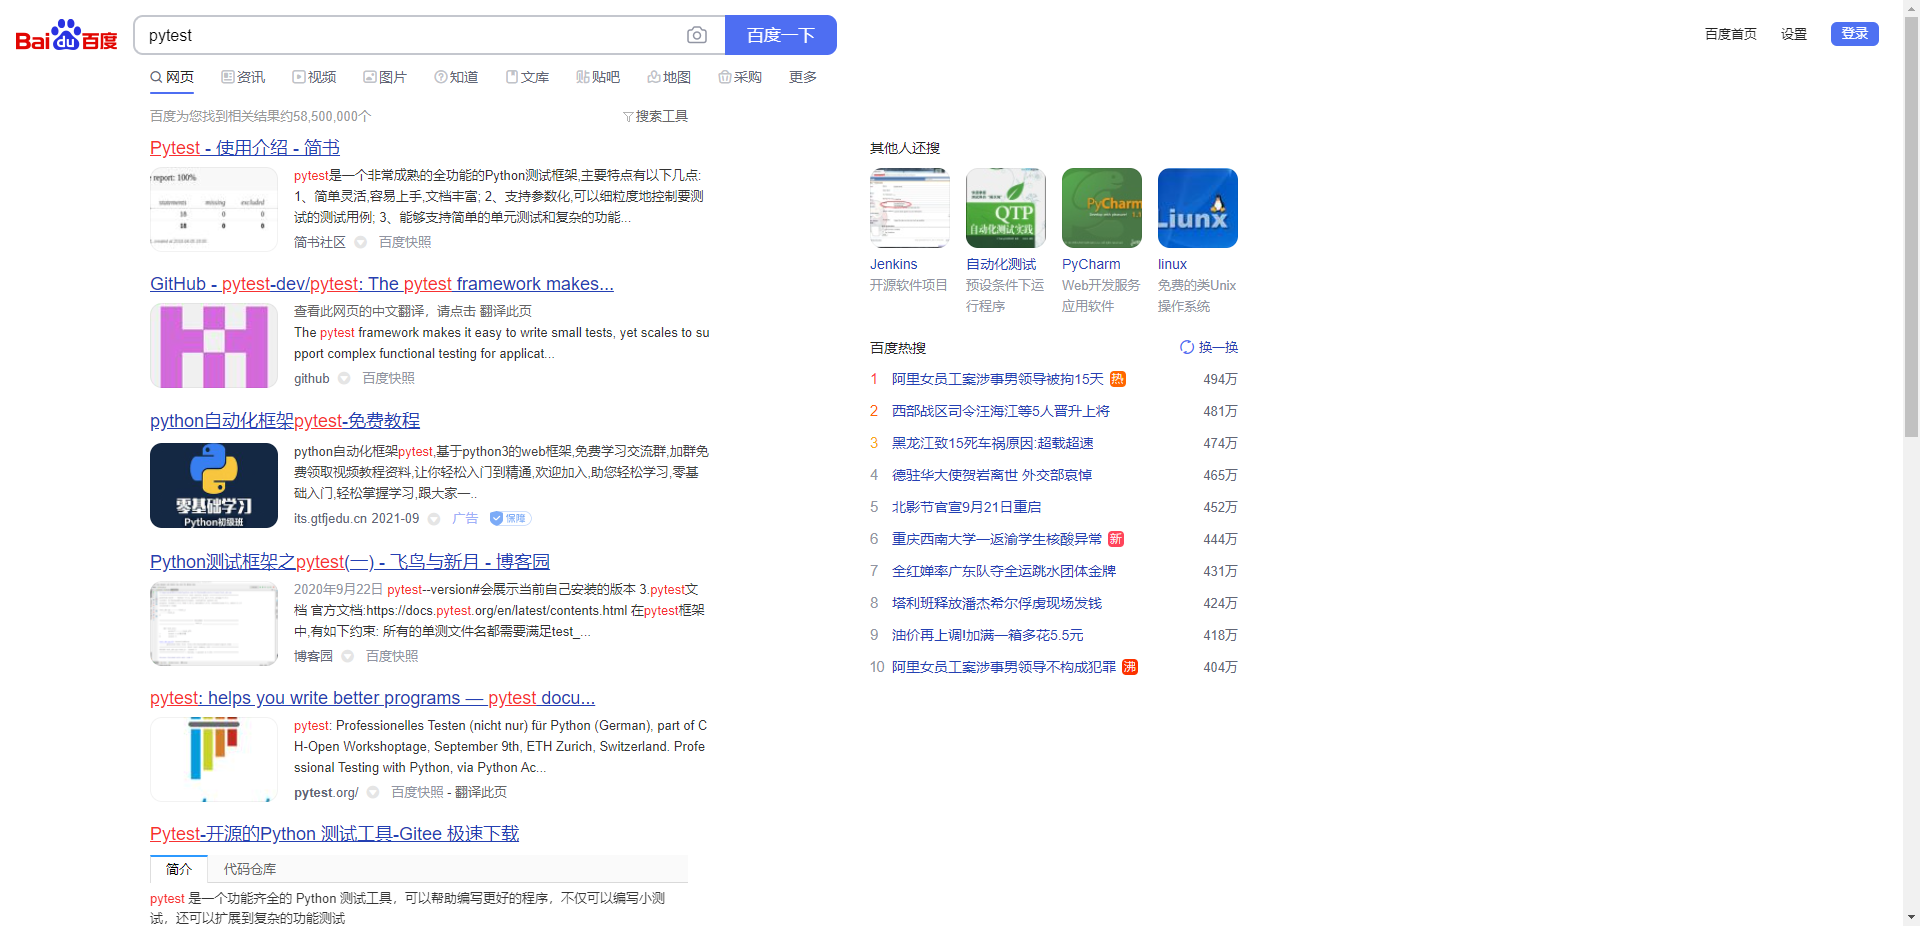 Bai du 百度
pytest
百度一下
百度首页
设置
登录
网页
资讯
视频
图片
知道
文库
贴吧
地图
采购
更多
百度为您找到相关结果约58,500,000个
搜索工具
Pytest - 使用介绍 - 简书
report: 100%
statements missing excluded
18 0 0
18 0 0
pytest是一个非常成熟的全功能的Python测试框架,主要特点有以下几点:
1、简单灵活,容易上手,文档丰富; 2、支持参数化,可以细粒度地控制要测
试的测试用例; 3、能够支持简单的单元测试和复杂的功能...
简书社区
百度快照
GitHub - pytest-dev/pytest: The pytest framework makes...
查看此网页的中文翻译，请点击 翻译此页
The pytest framework makes it easy to write small tests, yet scales to su
pport complex functional testing for applicat...
github
百度快照
python自动化框架pytest-免费教程
零基础学习
Python初级班
python自动化框架pytest,基于python3的web框架,免费学习交流群,加群免
费领取视频教程资料,让你轻松入门到精通,欢迎加入,助您轻松学习,零基
础入门,轻松掌握学习,跟大家一..
its.gtfjedu.cn 2021-09
广告
保障
Python测试框架之pytest(一) - 飞鸟与新月 - 博客园
2020年9月22日 pytest--version#会展示当前自己安装的版本 3.pytest文
档 官方文档:https://docs.pytest.org/en/latest/contents.html 在pytest框架
中,有如下约束: 所有的单测文件名都需要满足test_...
博客园
百度快照
pytest: helps you write better programs — pytest docu...
pytest: Professionelles Testen (nicht nur) für Python (German), part of C
H-Open Workshoptage, September 9th, ETH Zurich, Switzerland. Profe
ssional Testing with Python, via Python Ac...
pytest.org/
百度快照 - 翻译此页
Pytest-开源的Python 测试工具-Gitee 极速下载
简介
代码仓库
pytest 是一个功能齐全的 Python 测试工具，可以帮助编写更好的程序，不仅可以编写小测
试，还可以扩展到复杂的功能测试
其他人还搜
QTP
自动化测试实践
PyCharm
Liunx
Jenkins
开源软件项目
自动化测试
预设条件下运
行程序
PyCharm
Web开发服务
应用软件
linux
免费的类Unix
操作系统
百度热搜
换一换
1 阿里女员工案涉事男领导被拘15天 热 494万
2 西部战区司令汪海江等5人晋升上将 481万
3 黑龙江致15死车祸原因:超载超速 474万
4 德驻华大使贺岩离世 外交部哀悼 465万
5 北影节官宣9月21日重启 452万
6 重庆西南大学一返渝学生核酸异常 新 444万
7 全红婵率广东队夺全运跳水团体金牌 431万
8 塔利班释放潘杰希尔俘虏现场发钱 424万
9 油价再上调!加满一箱多花5.5元 418万
10 阿里女员工案涉事男领导不构成犯罪 沸 404万